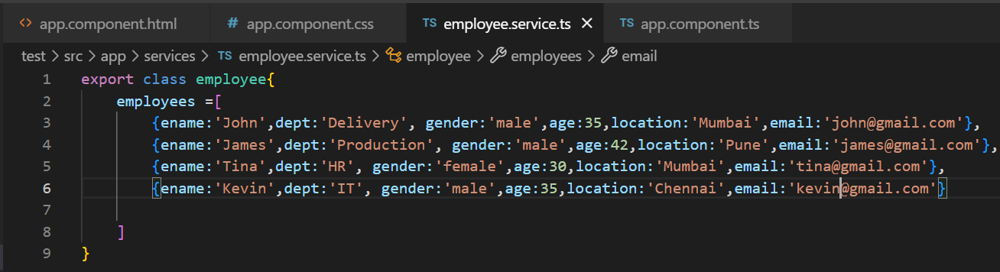 <> app.component.html # app.component.css TS employee.service.ts × TS app.component.ts
test > src > app > services > TS employee.service.ts > employee > employees > email
1 export class employee{
2 employees =[
3 {ename:'John',dept:'Delivery', gender:'male',age:35,location:'Mumbai',email:'john@gmail.com'},
4 {ename:'James',dept:'Production', gender:'male',age:42,location:'Pune',email:'james@gmail.com'},
5 {ename:'Tina',dept:'HR', gender:'female',age:30,location:'Mumbai',email:'tina@gmail.com'},
6 {ename:'Kevin',dept:'IT', gender:'male',age:35,location:'Chennai',email:'kevin@gmail.com'}
7
8 ]
9 }